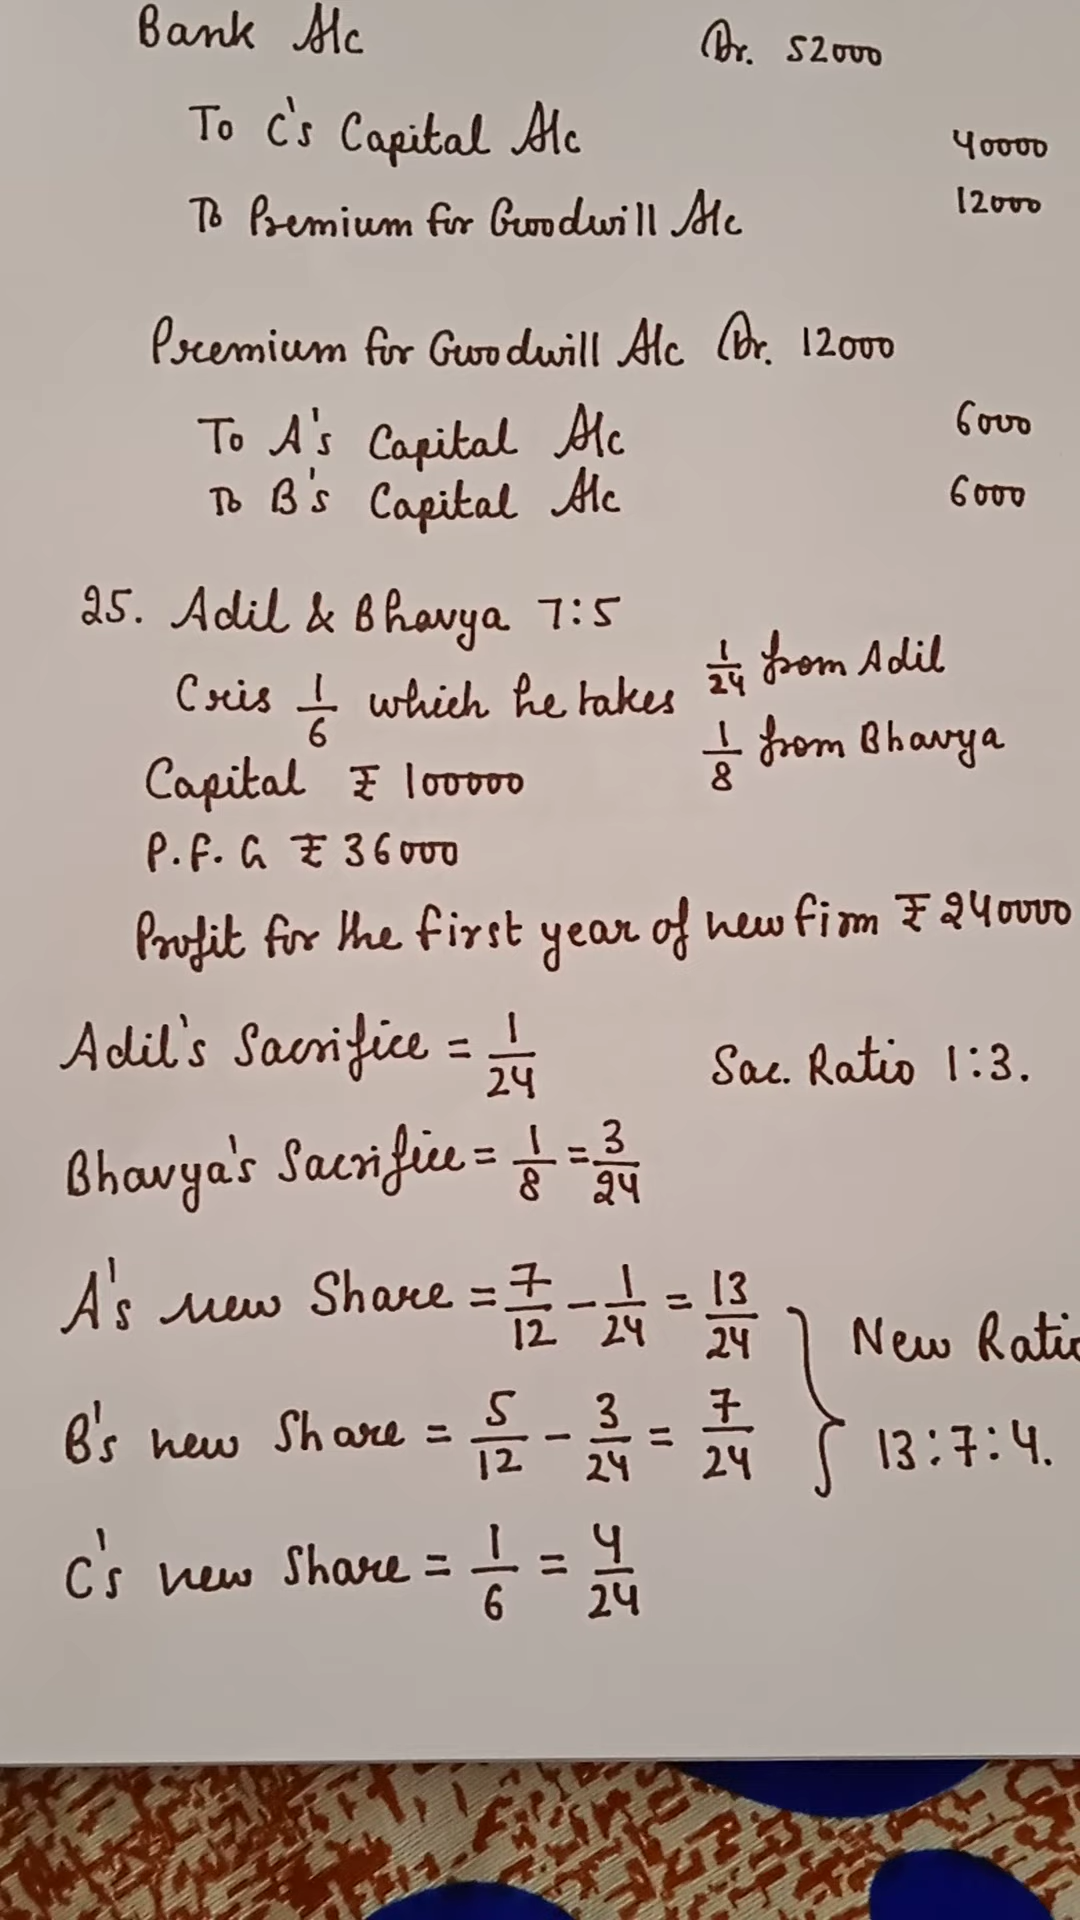 Bank A/c Dr. 52000
To C's Capital A/c 40000
To Premium for Goodwill A/c 12000
Premium for Goodwill A/c Dr. 12000
To A's Capital A/c 6000
To B's Capital A/c 6000
25. Adil & Bhavya 7:5
Cris 1/6 which he takes 1/24 from Adil
1/8 from Bhavya
Capital ₹ 100000
P.F.G ₹ 36000
Profit for the first year of new firm ₹ 240000
Adil's Sacrifice = 1/24 Sac. Ratio 1:3.
Bhavya's Sacrifice = 1/8 = 3/24
A's new Share = 7/12 - 1/24 = 13/24
New Ratio
B's new Share = 5/12 - 3/24 = 7/24
13:7:4.
C's new Share = 1/6 = 4/24